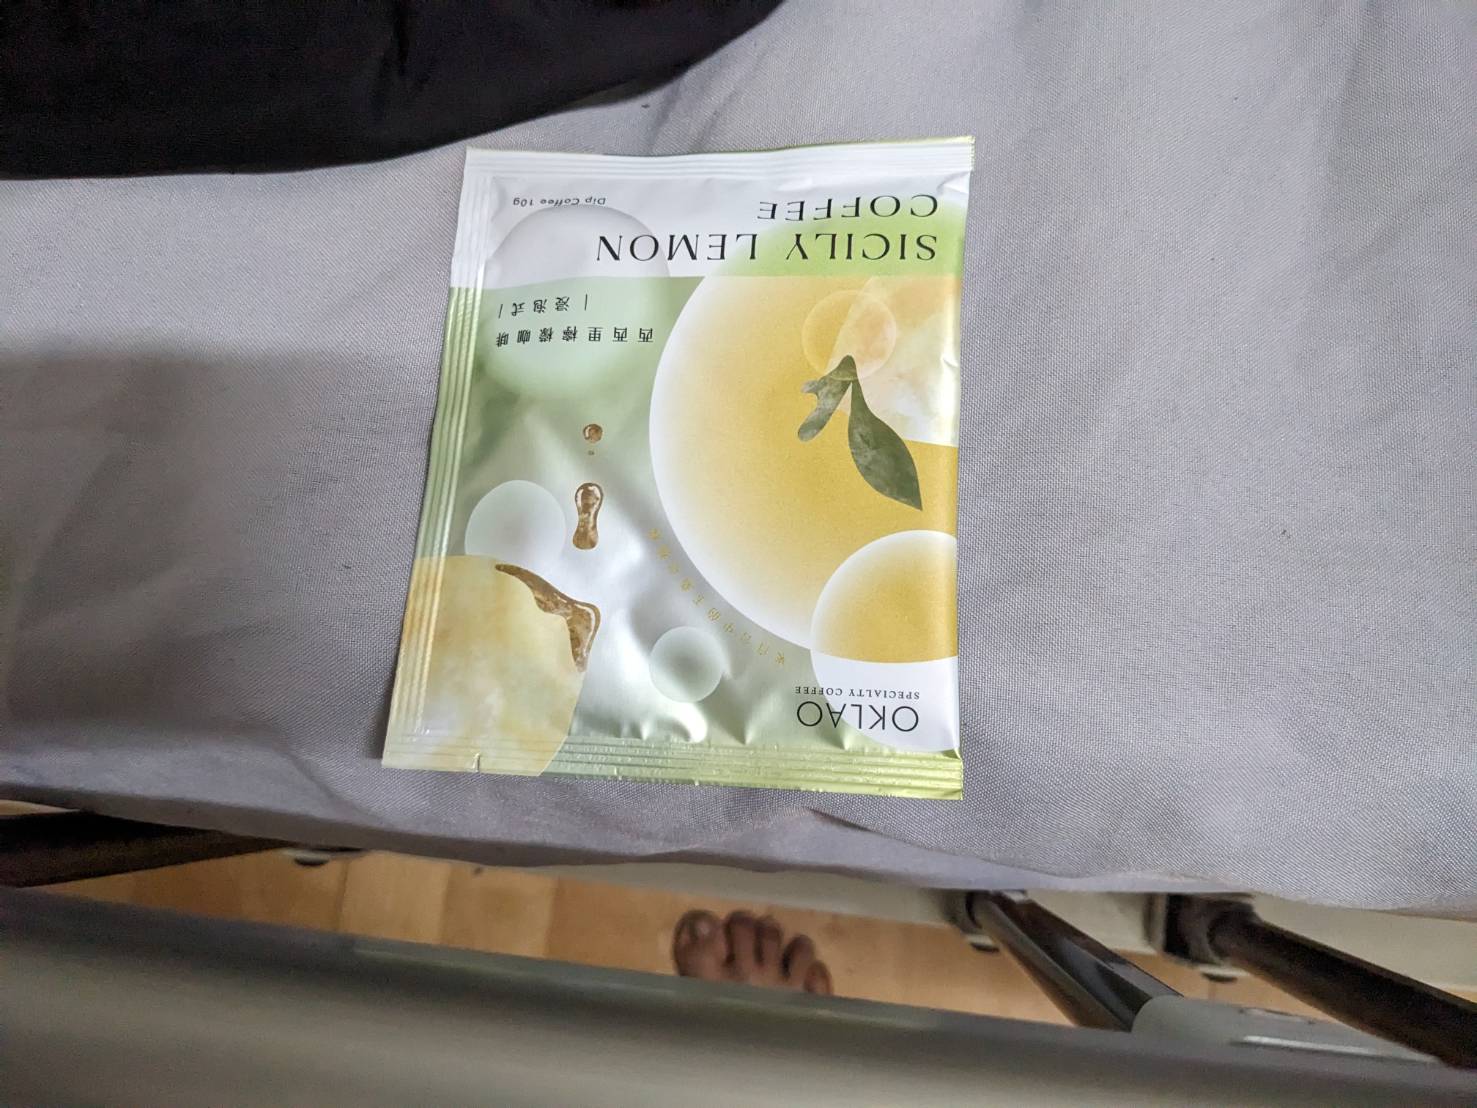 OKLAO
SPECIALTY COFFEE
西西里檸檬咖啡
|浸泡式|
SICILY LEMON
COFFEE
Dip Coffee 10g